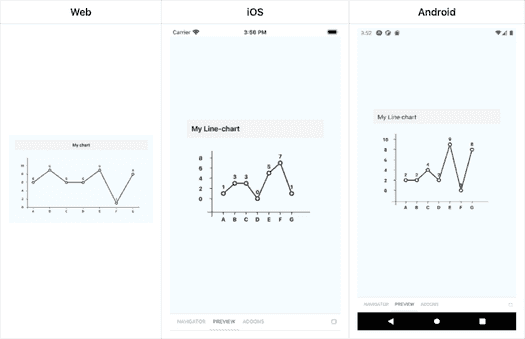 Web
iOS
Android
Carrier
3:56 PM
3:52
My chart
My Line-chart
My Line-chart
8
6
4
2
0
1
3
3
0
5
7
1
A B C D E F G
10
8
6
4
2
0
2
2
4
2
9
0
8
A B C D E F G
NAVIGATOR PREVIEW ADDONS
NAVIGATOR PREVIEW ADDONS